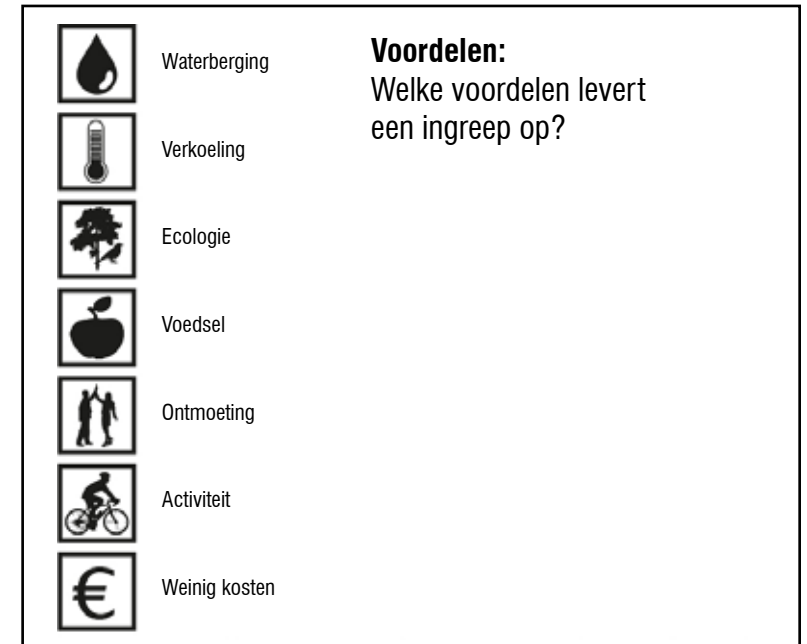 Waterberging
Verkoeling
Ecologie
Voedsel
Ontmoeting
Activiteit
€
Weinig kosten
Voordelen:
Welke voordelen levert
een ingreep op?